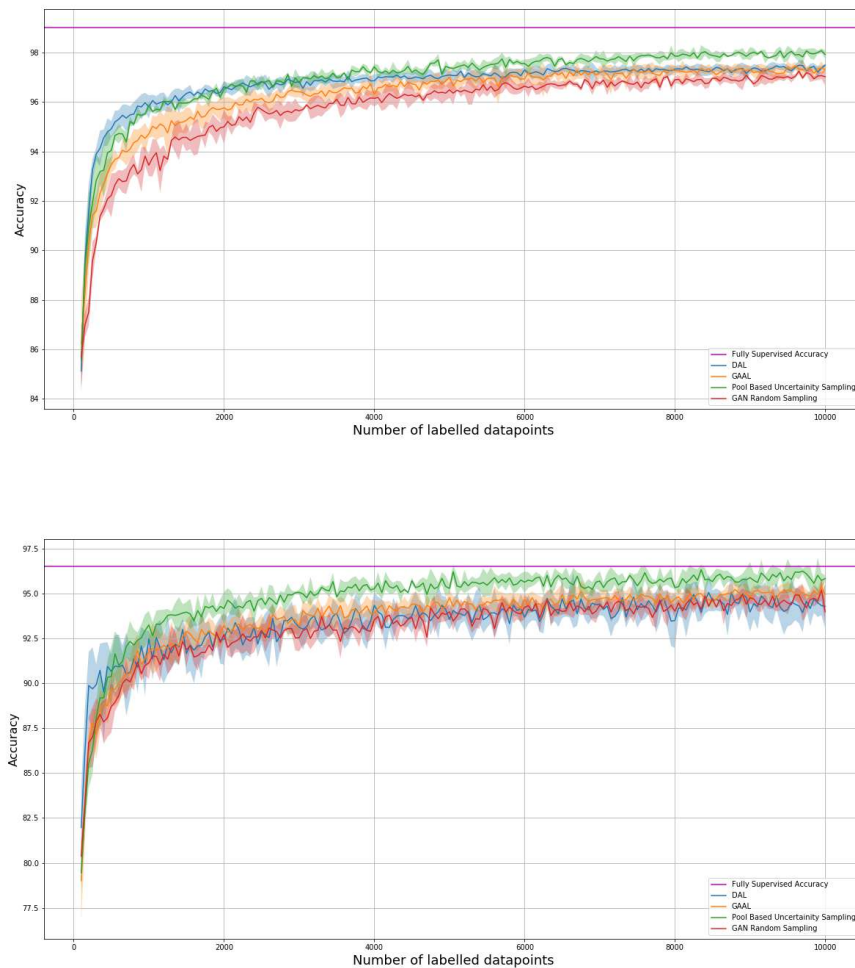 98
96
94
92
90
88
86
84
Accuracy
0
2000
4000
6000
8000
10000
Number of labelled datapoints
Fully Supervised Accuracy
DAL
GAAL
Pool Based Uncertainity Sampling
GAN Random Sampling
97.5
95.0
92.5
90.0
87.5
85.0
82.5
80.0
77.5
Accuracy
0
2000
4000
6000
8000
10000
Number of labelled datapoints
Fully Supervised Accuracy
DAL
GAAL
Pool Based Uncertainity Sampling
GAN Random Sampling